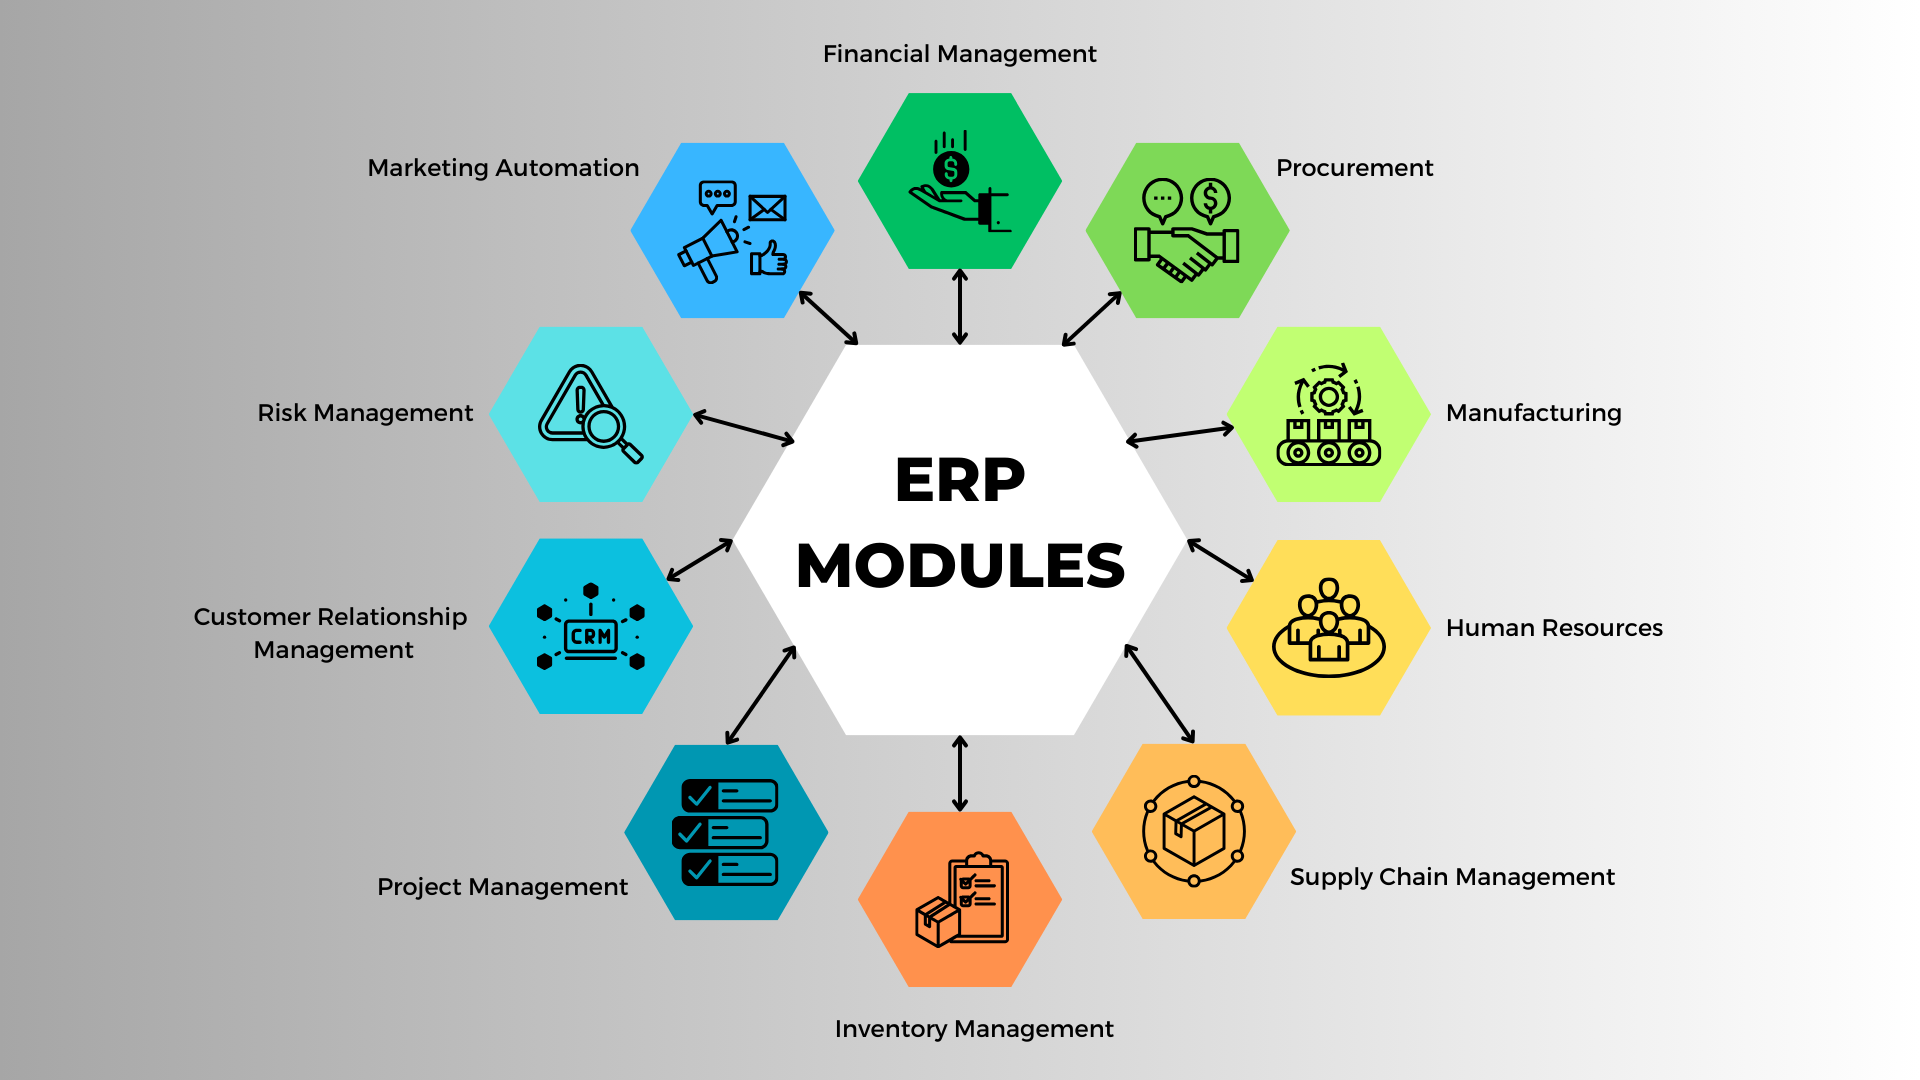 Financial Management
Marketing Automation
Procurement
$
$
Risk Management
Manufacturing
ERP
MODULES
Customer Relationship
Management
CRM
Human Resources
Project Management
Supply Chain Management
Inventory Management